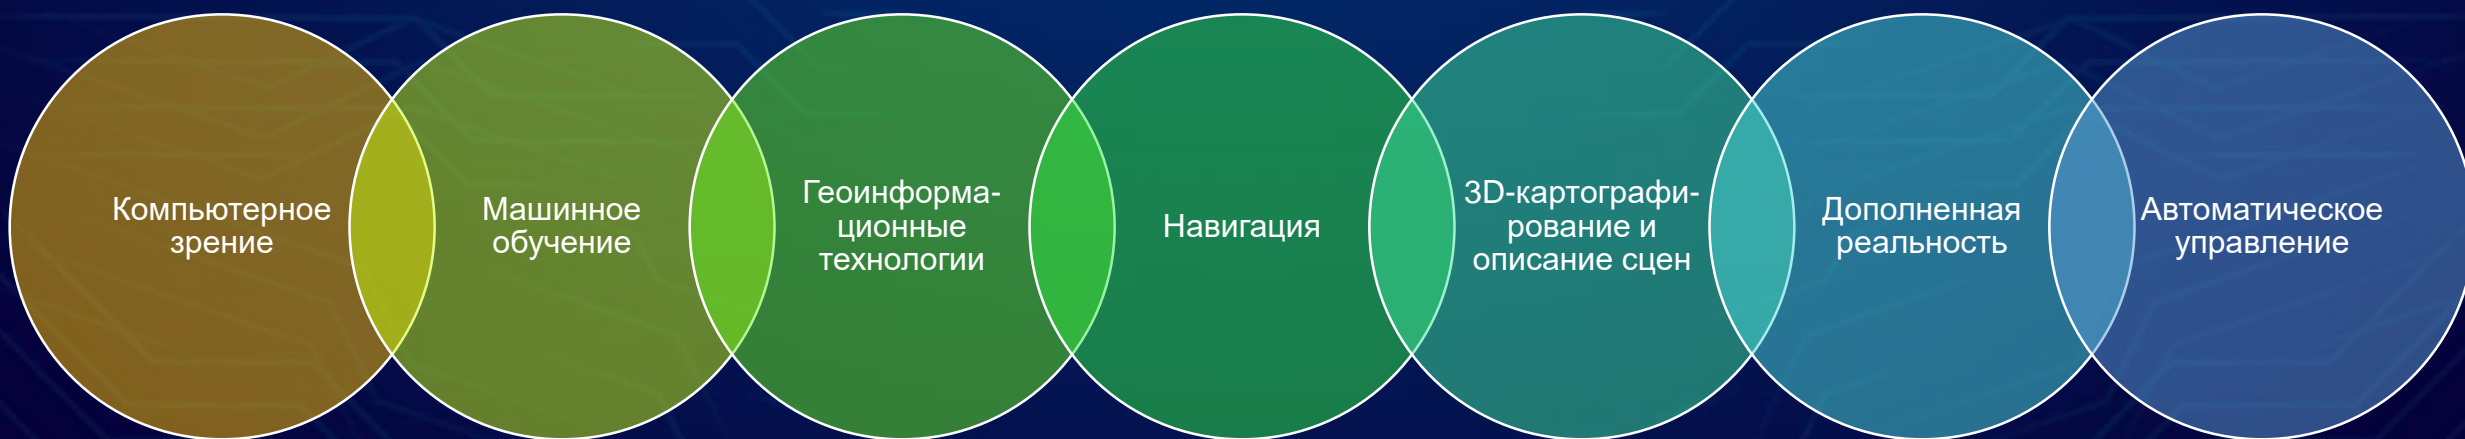 Компьютерное
зрение
Машинное
обучение
Геоинформа-
ционные
технологии
Навигация
3D-картографи-
рование и
описание сцен
Дополненная
реальность
Автоматическое
управление